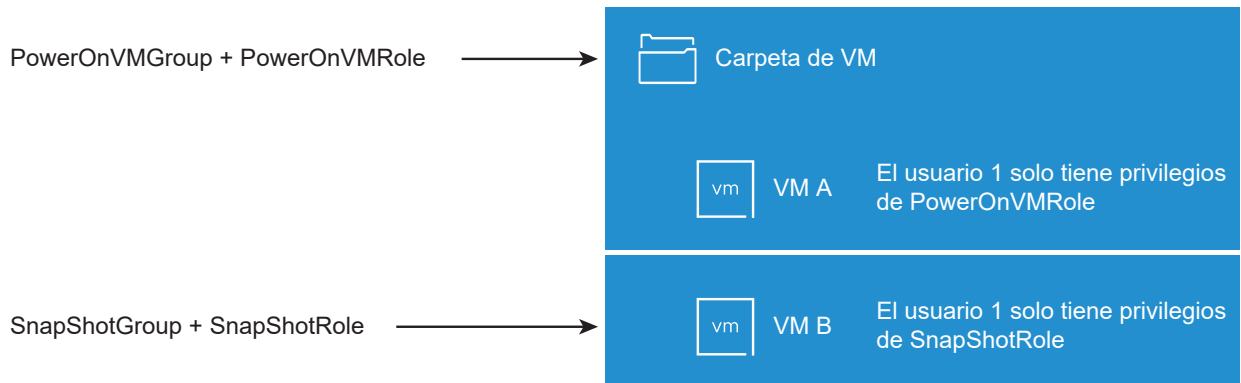 PowerOnVMGroup + PowerOnVMRole
Carpeta de VM
vm
VM A
El usuario 1 solo tiene privilegios
de PowerOnVMRole
SnapShotGroup + SnapShotRole
vm
VM B
El usuario 1 solo tiene privilegios
de SnapShotRole